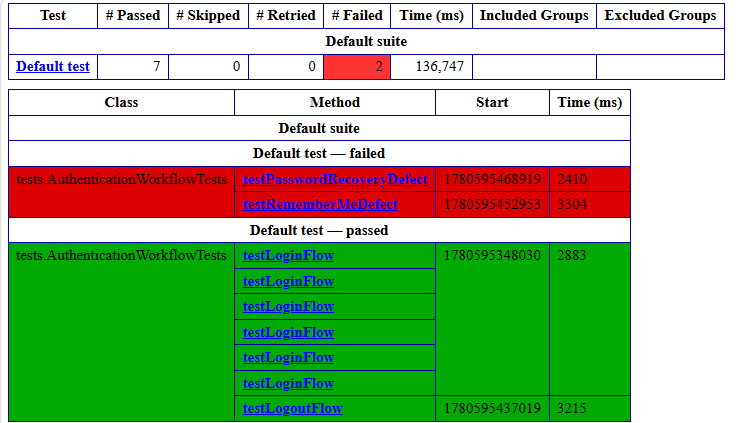 Test # Passed # Skipped # Retried # Failed Time (ms) Included Groups Excluded Groups
Default suite
Default test 7 0 0 2 136,747
Class Method Start Time (ms)
Default suite
Default test — failed
tests.AuthenticationWorkflowTests testPasswordRecoveryDefect 1780595468919 2410
testRememberMeDefect 1780595452953 3304
Default test — passed
tests.AuthenticationWorkflowTests testLoginFlow 1780595348030 2883
testLoginFlow
testLoginFlow
testLoginFlow
testLoginFlow
testLoginFlow
testLogoutFlow 1780595437019 3215